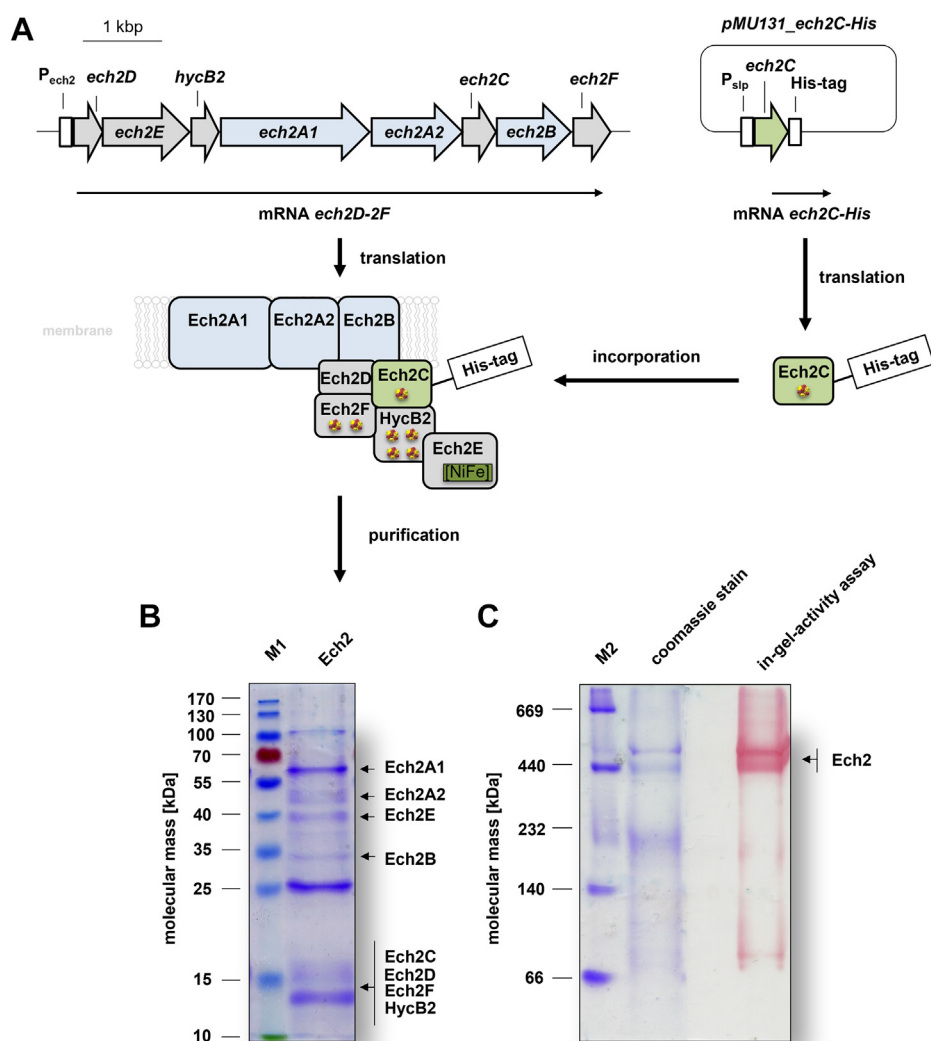 A
1 kbp
pMU131_ech2C-His
P_ech2
ech2D
hycB2
ech2C
ech2F
ech2E
ech2A1
ech2A2
ech2B
P_slp
ech2C
His-tag
mRNA ech2D-2F
mRNA ech2C-His
translation
translation
membrane
Ech2A1
Ech2A2
Ech2B
Ech2D
Ech2C
His-tag
incorporation
Ech2C
His-tag
Ech2F
HycB2
Ech2E
[NiFe]
purification
B
M1
Ech2
molecular mass [kDa]
170
130
100
70
55
40
35
25
15
10
Ech2A1
Ech2A2
Ech2E
Ech2B
Ech2C
Ech2D
Ech2F
HycB2
C
M2
coomassie stain
in-gel-activity assay
molecular mass [kDa]
669
440
232
140
66
Ech2